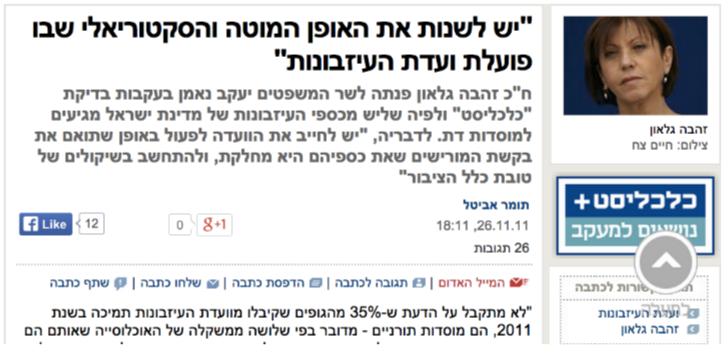 "יש לשנות את האופן המוטה והסקטוריאלי שבו
פועלת ועדת העיזבונות"
ח"כ זהבה גלאון פנתה לשר המשפטים יעקב נאמן בעקבות בדיקת
"כלכליסט" ולפיה שליש מכספי העיזבונות של מדינת ישראל מגיעים
למוסדות דת. לדבריה, "יש לחייב את הוועדה לפעול באופן שתואם את
בקשת המורישים שאת כספיהם היא מחלקת, ולהתחשב בשיקולים של
טובת כלל הציבור"
תומר אביטל
18:11, 26.11.11
26 תגובות
Like 12
0 g+1
המייל האדום תגובה לכתבה הדפסת כתבה שלחו כתבה שתף כתבה
"לא מתקבל על הדעת ש-35% מהגופים שקיבלו מוועדת העיזבונות תמיכה בשנת
2011, הם מוסדות תורניים - מדובר בפי שלושה ממשקלה של האוכלוסייה שאותם הם
זהבה גלאון
צילום: חיים צח
כלכליסט+
נושאים למעקב
קשורות לכתבה
ועדת העיזבונות
זהבה גלאון